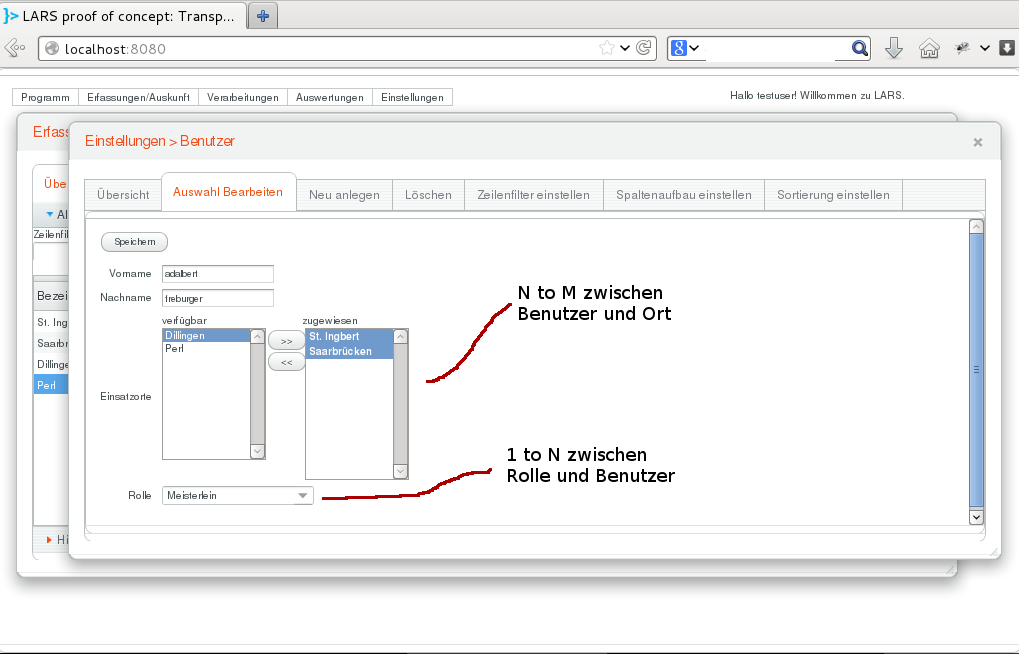 }> LARS proof of concept: Transp...
localhost:8080
8
Programm Erfassungen/Auskunft Verarbeitungen Auswertungen Einstellungen
Hallo testuser! Willkommen zu LARS.
Erfass
Einstellungen > Benutzer
Übe
Übersicht Auswahl Bearbeiten Neu anlegen Löschen Zeilenfilter einstellen Spaltenaufbau einstellen Sortierung einstellen
Al
Zeilenfil
Speichern
Vorname adalbert
Nachname freburger
Bezei
St. Ing
Saarbr
Dillinge
Perl
verfügbar zugewiesen
Dillingen
Perl
>>
<<
St. Ingbert
Saarbrücken
Einsatzorte
N to M zwischen
Benutzer und Ort
1 to N zwischen
Rolle und Benutzer
Rolle Meisterlein
Hi